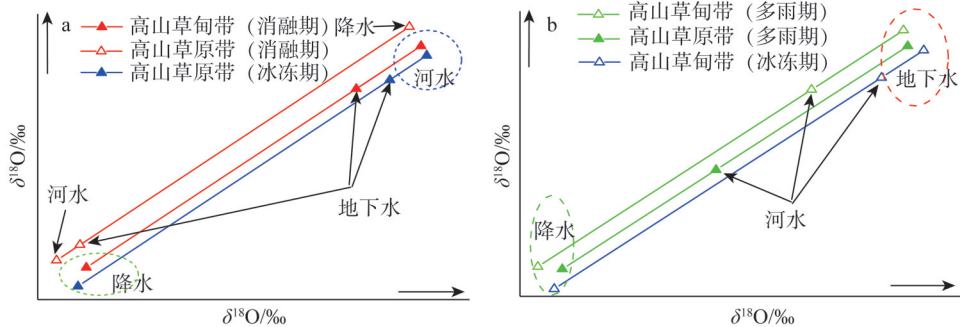 a
高山草甸带（消融期）
高山草原带（消融期）
高山草原带（冰冻期）
降水
河水
地下水
河水
降水
δ18O/‰
δ18O/‰
b
高山草甸带（多雨期）
高山草原带（多雨期）
高山草甸带（冰冻期）
地下水
河水
降水
δ18O/‰
δ18O/‰